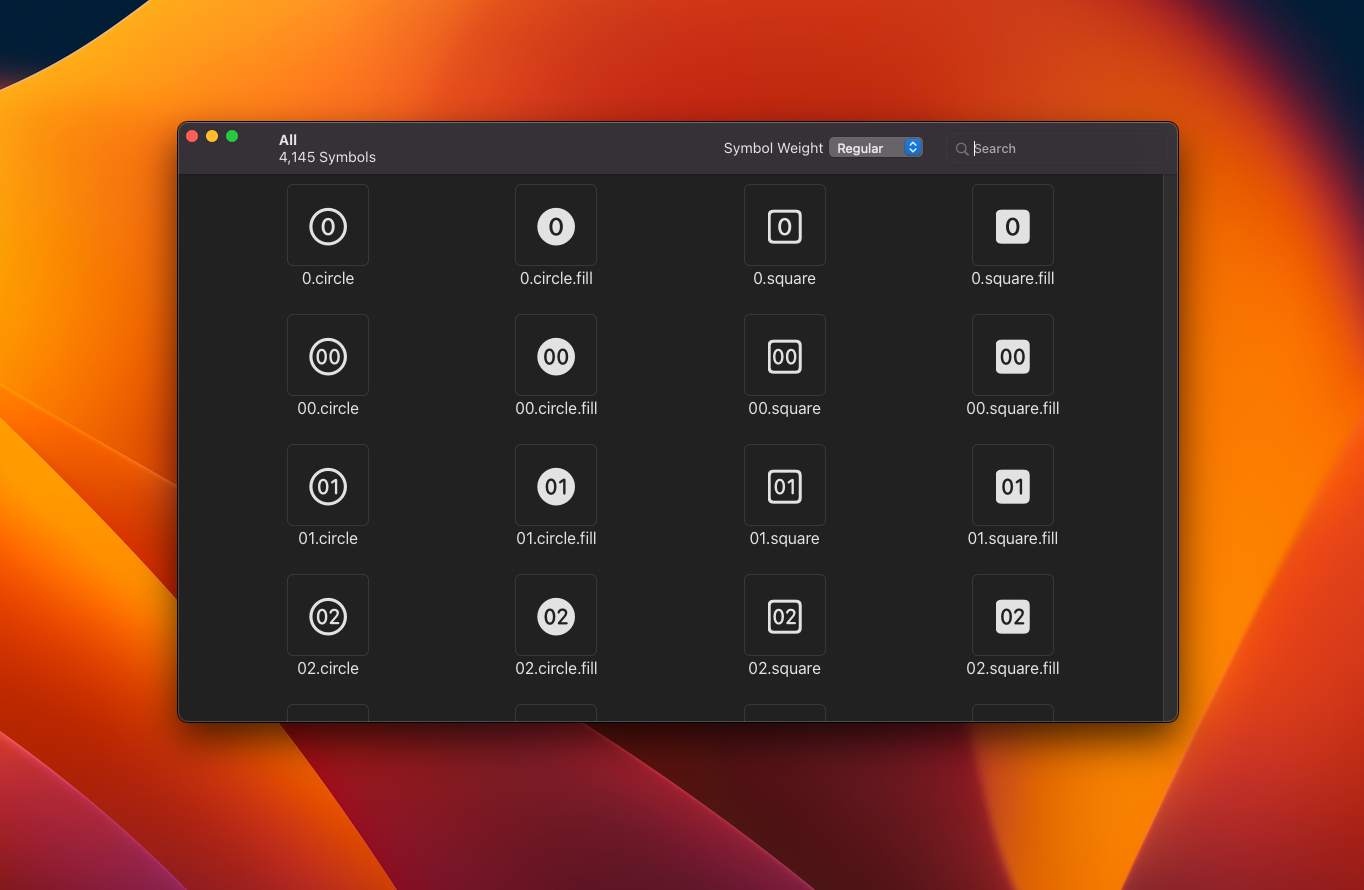 All
4,145 Symbols
Symbol Weight Regular Search
0 0 0 0
0.circle 0.circle.fill 0.square 0.square.fill
00 00 00 00
00.circle 00.circle.fill 00.square 00.square.fill
01 01 01 01
01.circle 01.circle.fill 01.square 01.square.fill
02 02 02 02
02.circle 02.circle.fill 02.square 02.square.fill